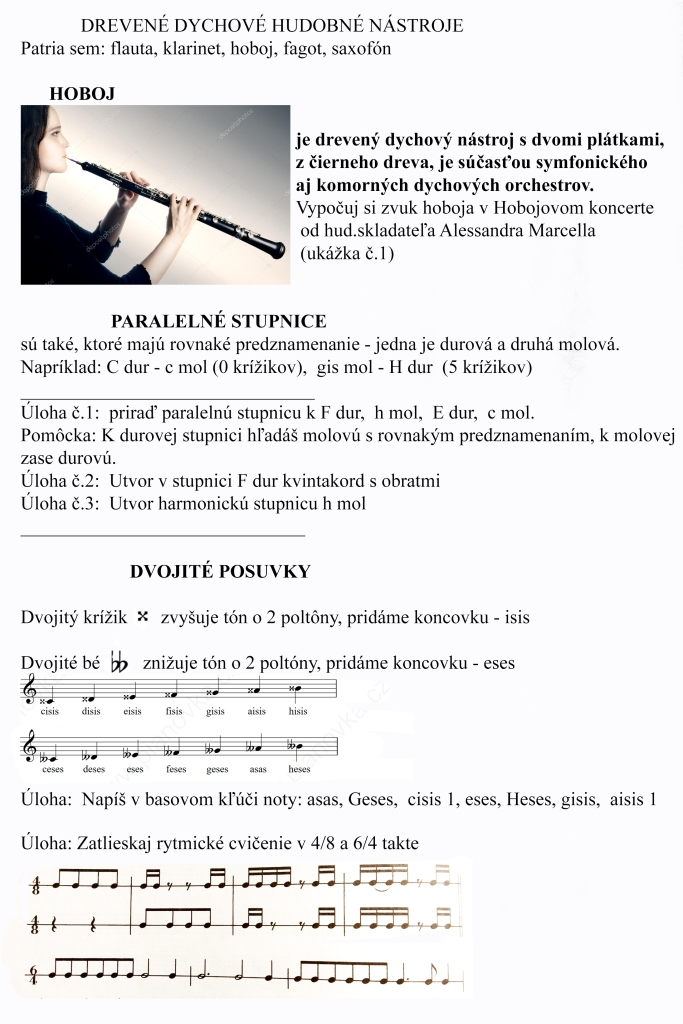 DREVENÉ DYCHOVÉ HUDOBNÉ NÁSTROJE
Patria sem: flauta, klarinet, hoboj, fagot, saxofón
HOBOJ
je drevený dychový nástroj s dvomi plátkami,
z čierneho dreva, je súčasťou symfonického
aj komorných dychových orchestrov.
Vypočuj si zvuk hoboja v Hobojovom koncerte
od hud.skladateľa Alessandra Marcella
(ukážka č.1)
PARALELNÉ STUPNICE
sú také, ktoré majú rovnaké predznamenanie - jedna je durová a druhá molová.
Napríklad: C dur - c mol (0 krížikov), gis mol - H dur (5 krížikov)
Úloha č.1: priraď paralelnú stupnicu k F dur, h mol, E dur, c mol.
Pomôcka: K durovej stupnici hľadáš molovú s rovnakým predznamenaním, k molovej
zase durovú.
Úloha č.2: Utvor v stupnici F dur kvintakord s obratmi
Úloha č.3: Utvor harmonickú stupnicu h mol
DVOJITÉ POSUVKY
Dvojitý krížik zvyšuje tón o 2 poltôny, pridáme koncovku - isis
Dvojité bé znižuje tón o 2 poltóny, pridáme koncovku - eses
cisis disis eisis fisis gisis aisis hisis
ceses deses eses feses geses asas heses
Úloha: Napíš v basovom kľúči noty: asas, Geses, cisis 1, eses, Heses, gisis, aisis 1
Úloha: Zatlieskaj rytmické cvičenie v 4/8 a 6/4 takte
4
8
4
8
6
4